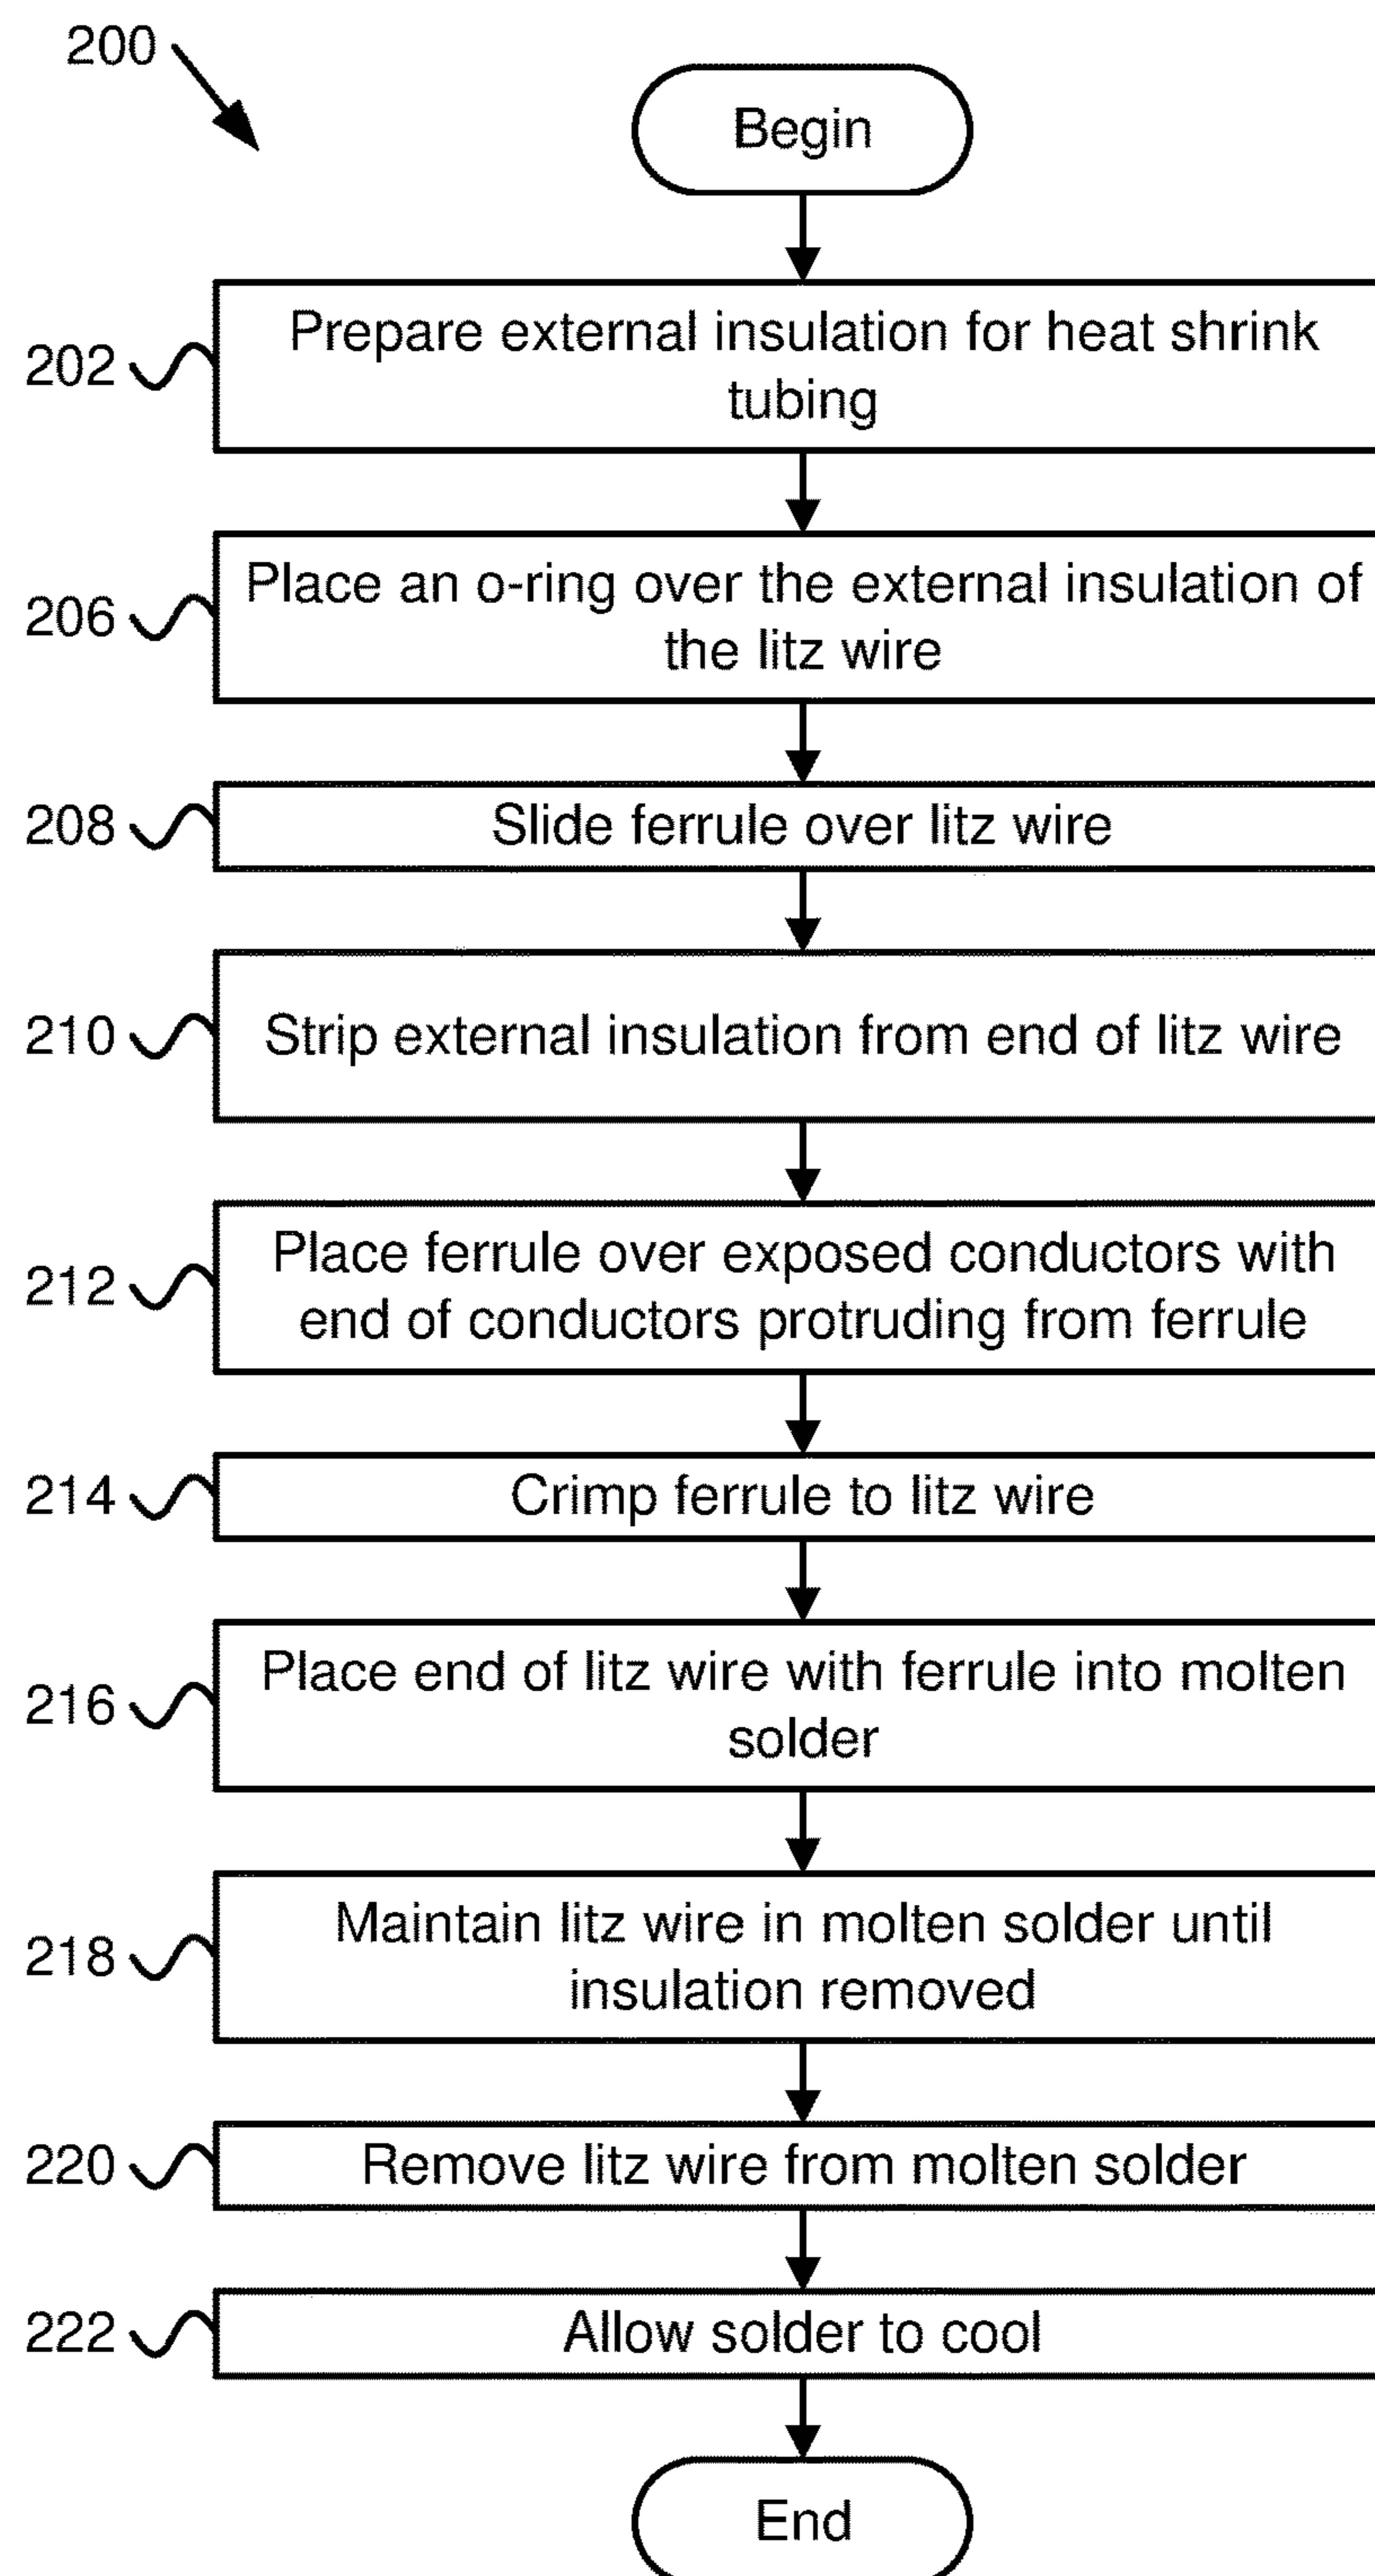 200
Begin
202
Prepare external insulation for heat shrink
tubing
206
Place an o-ring over the external insulation of
the litz wire
208
Slide ferrule over litz wire
210
Strip external insulation from end of litz wire
212
Place ferrule over exposed conductors with
end of conductors protruding from ferrule
214
Crimp ferrule to litz wire
216
Place end of litz wire with ferrule into molten
solder
218
Maintain litz wire in molten solder until
insulation removed
220
Remove litz wire from molten solder
222
Allow solder to cool
End